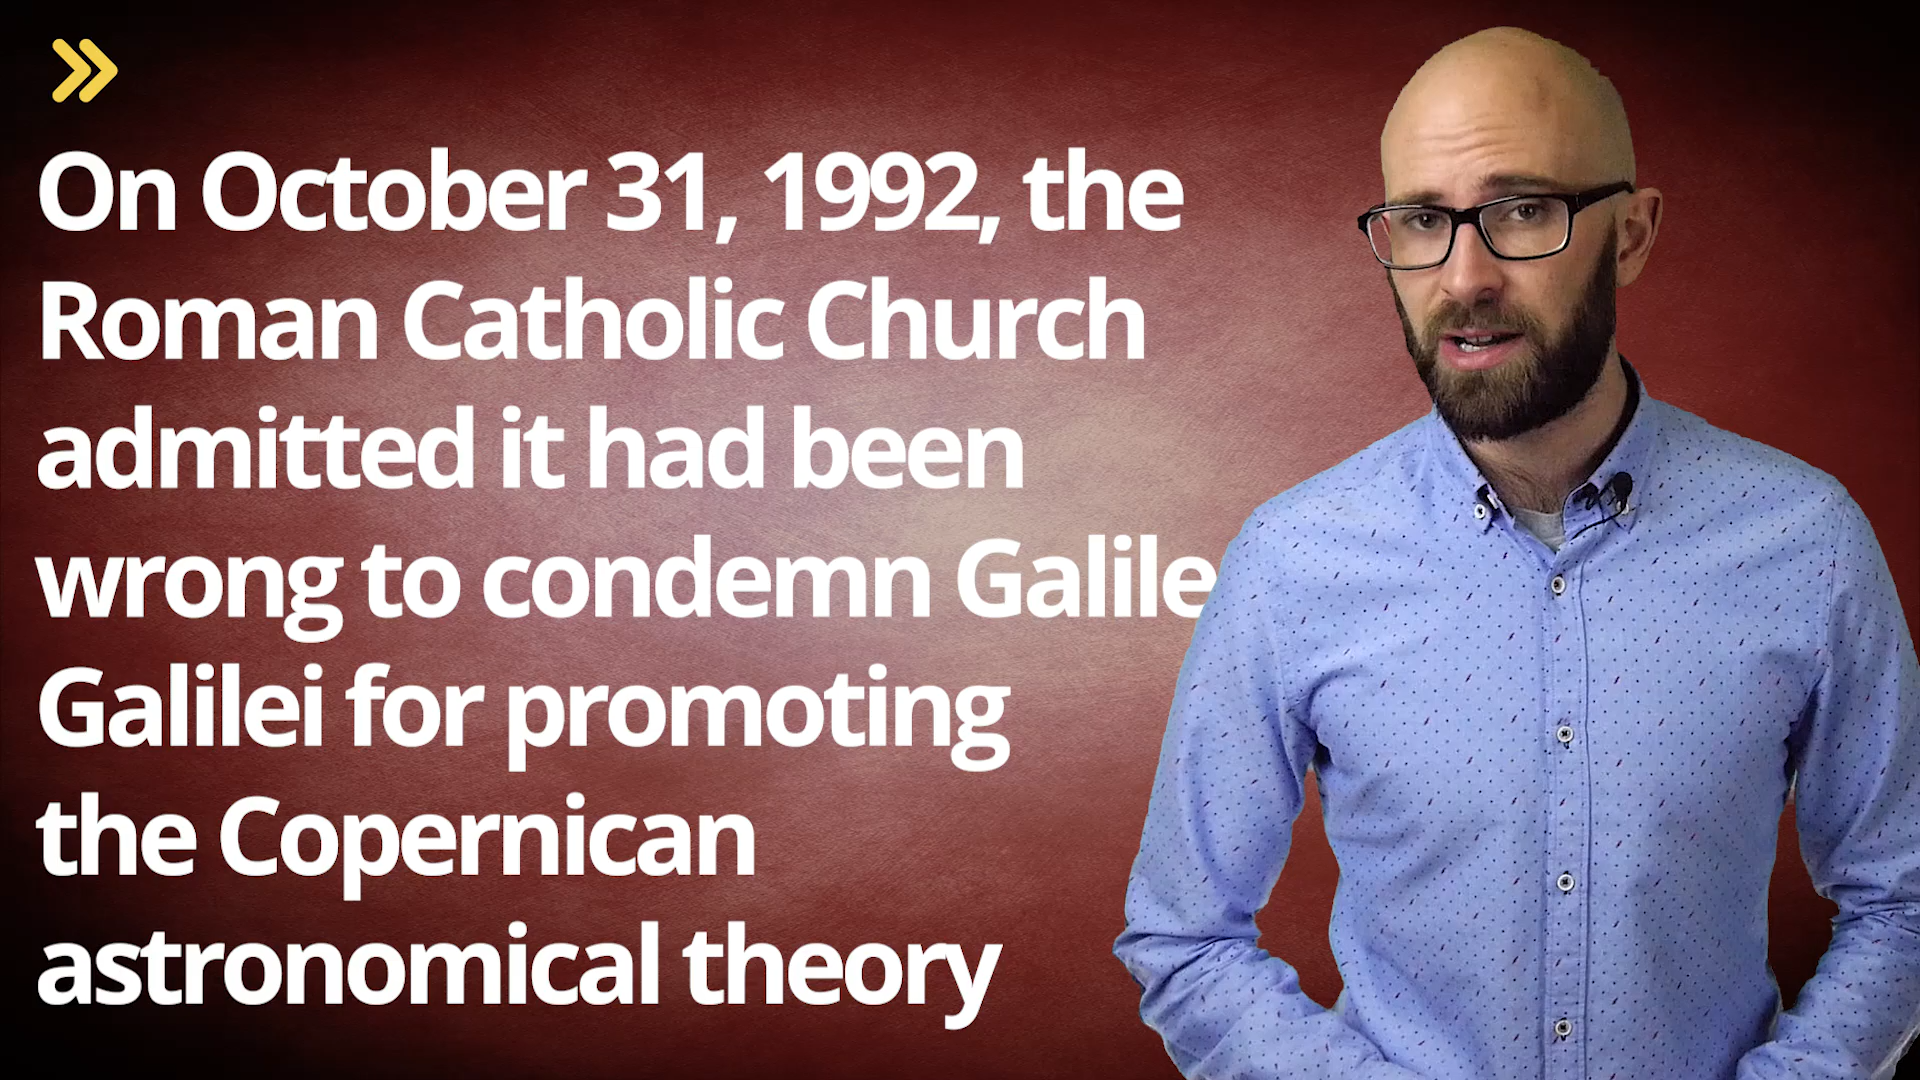 On October 31, 1992, the
Roman Catholic Church
admitted it had been
wrong to condemn Galile
Galilei for promoting
the Copernican
astronomical theory